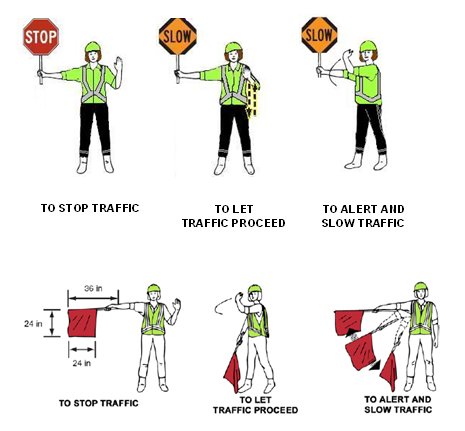 STOP
SLOW
SLOW
TO STOP TRAFFIC
TO LET
TRAFFIC PROCEED
TO ALERT AND
SLOW TRAFFIC
36 in
24 in
24 in
TO STOP TRAFFIC
TO LET
TRAFFIC PROCEED
TO ALERT AND
SLOW TRAFFIC